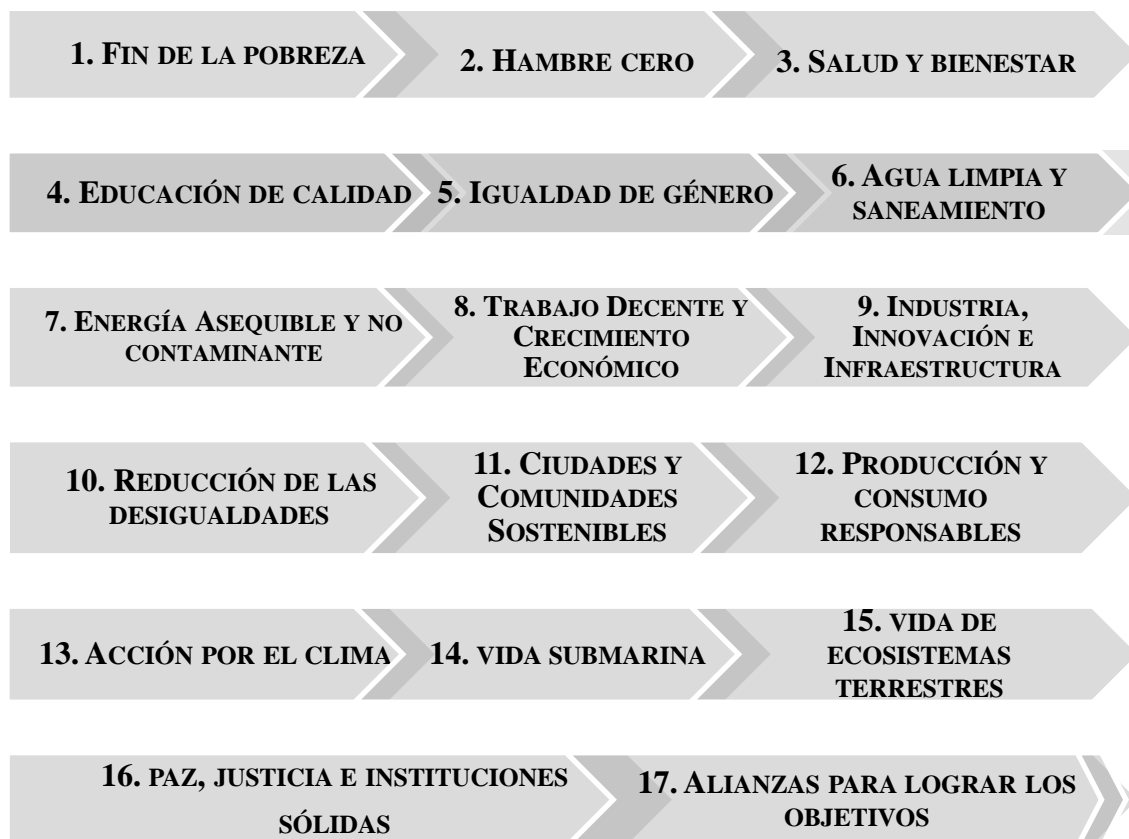 1. FIN DE LA POBREZA
2. HAMBRE CERO
3. SALUD Y BIENESTAR
4. EDUCACIÓN DE CALIDAD
5. IGUALDAD DE GÉNERO
6. AGUA LIMPIA Y
SANEAMIENTO
7. ENERGÍA ASEQUIBLE Y NO
CONTAMINANTE
8. TRABAJO DECENTE Y
CRECIMIENTO
ECONÓMICO
9. INDUSTRIA,
INNOVACIÓN E
INFRAESTRUCTURA
10. REDUCCIÓN DE LAS
DESIGUALDADES
11. CIUDADES Y
COMUNIDADES
SOSTENIBLES
12. PRODUCCIÓN Y
CONSUMO
RESPONSABLES
13. ACCIÓN POR EL CLIMA
14. VIDA SUBMARINA
15. VIDA DE
ECOSISTEMAS
TERRESTRES
16. PAZ, JUSTICIA E INSTITUCIONES
SÓLIDAS
17. ALIANZAS PARA LOGRAR LOS
OBJETIVOS